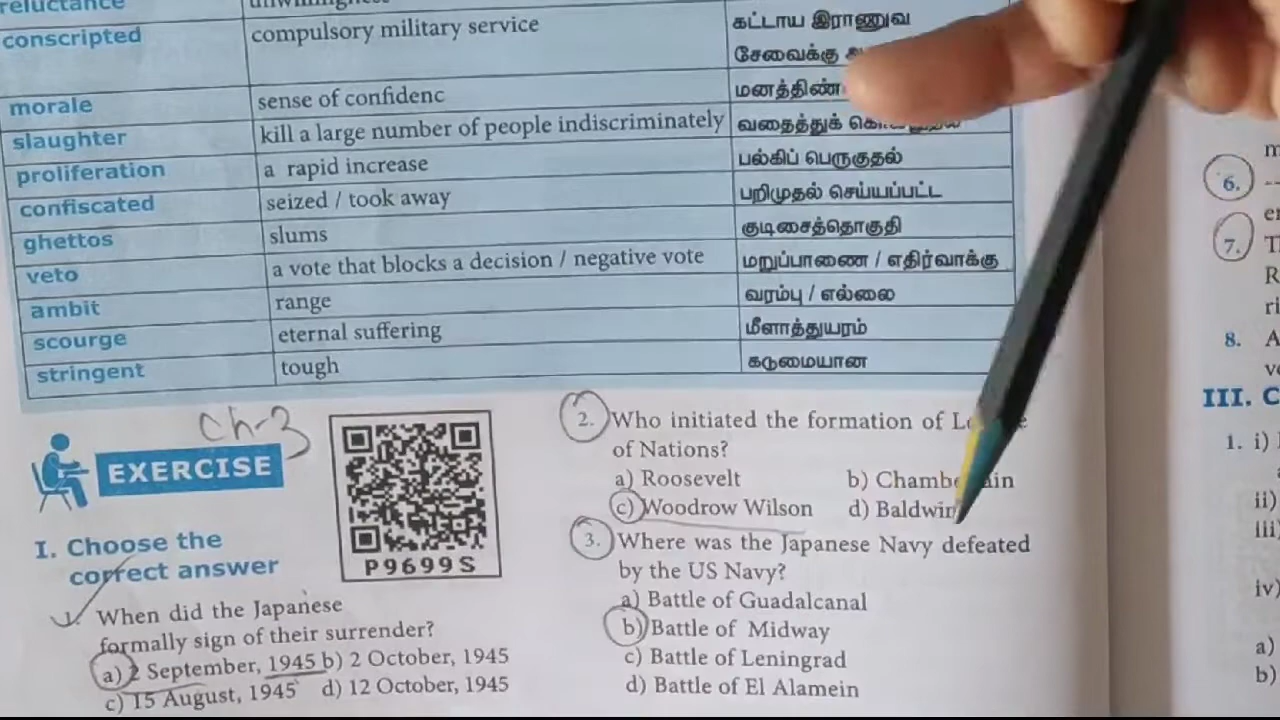 reluctance
conscripted compulsory military service கட்டாய இராணுவ
சேவைக்கு
morale sense of confidenc
slaughter kill a large number of people indiscriminately வதைத்துக்
proliferation a rapid increase பல்கிப் பெருகுதல்
confiscated seized / took away பறிமுதல் செய்யப்பட்ட
ghettos slums குடிசைத்தொகுதி
veto a vote that blocks a decision / negative vote மறுப்பாணை / எதிர்வாக்கு
ambit range வரம்பு / எல்லை
scourge eternal suffering மீளாத்துயரம்
stringent tough கடுமையான
Ch-3
EXERCISE
P9699S
I. Choose the
correct answer
1. When did the Japanese
formally sign of their surrender?
a) 2 September, 1945 b) 2 October, 1945
c) 15 August, 1945 d) 12 October, 1945
2. Who initiated the formation of
of Nations?
a) Roosevelt b)
c) Woodrow Wilson d) Baldwin
3. Where was the Japanese Navy defeated
by the US Navy?
a) Battle of Guadalcanal
b) Battle of Midway
c) Battle of Leningrad
d) Battle of El Alamein
6.
7.
8.
III.
1. i)
ii)
iii)
iv)
a)
b)